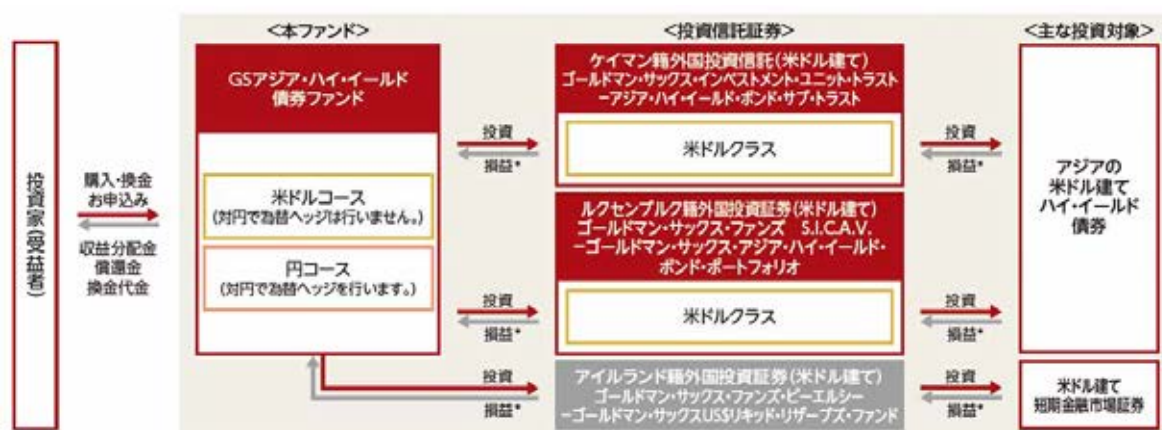 <本ファンド>
<投資信託証券>
<主な投資対象>
投資家(受益者)
購入・換金
お申込み
収益分配金
償還金
換金代金
GSアジア・ハイ・イールド
債券ファンド
米ドルコース
(対円で為替ヘッジは行いません。)
円コース
(対円で為替ヘッジを行います。)
投資
損益*
ケイマン籍外国投資信託(米ドル建て)
ゴールドマン・サックス・インベストメント・ユニット・トラスト
ーアジア・ハイ・イールド・ボンド・サブ・トラスト
米ドルクラス
投資
損益*
ルクセンブルク籍外国投資証券(米ドル建て)
ゴールドマン・サックス・ファンズ S.I.C.A.V.
ーゴールドマン・サックス・アジア・ハイ・イールド・
ボンド・ポートフォリオ
投資
損益*
米ドルクラス
投資
損益*
アジアの
米ドル建て
ハイ・イールド
債券
投資
損益*
アイルランド籍外国投資証券(米ドル建て)
ゴールドマン・サックス・ファンズ・ピーエルシー
ーゴールドマン・サックスUS$リキッド・リザーブズ・ファンド
投資
損益*
米ドル建て
短期金融市場証券